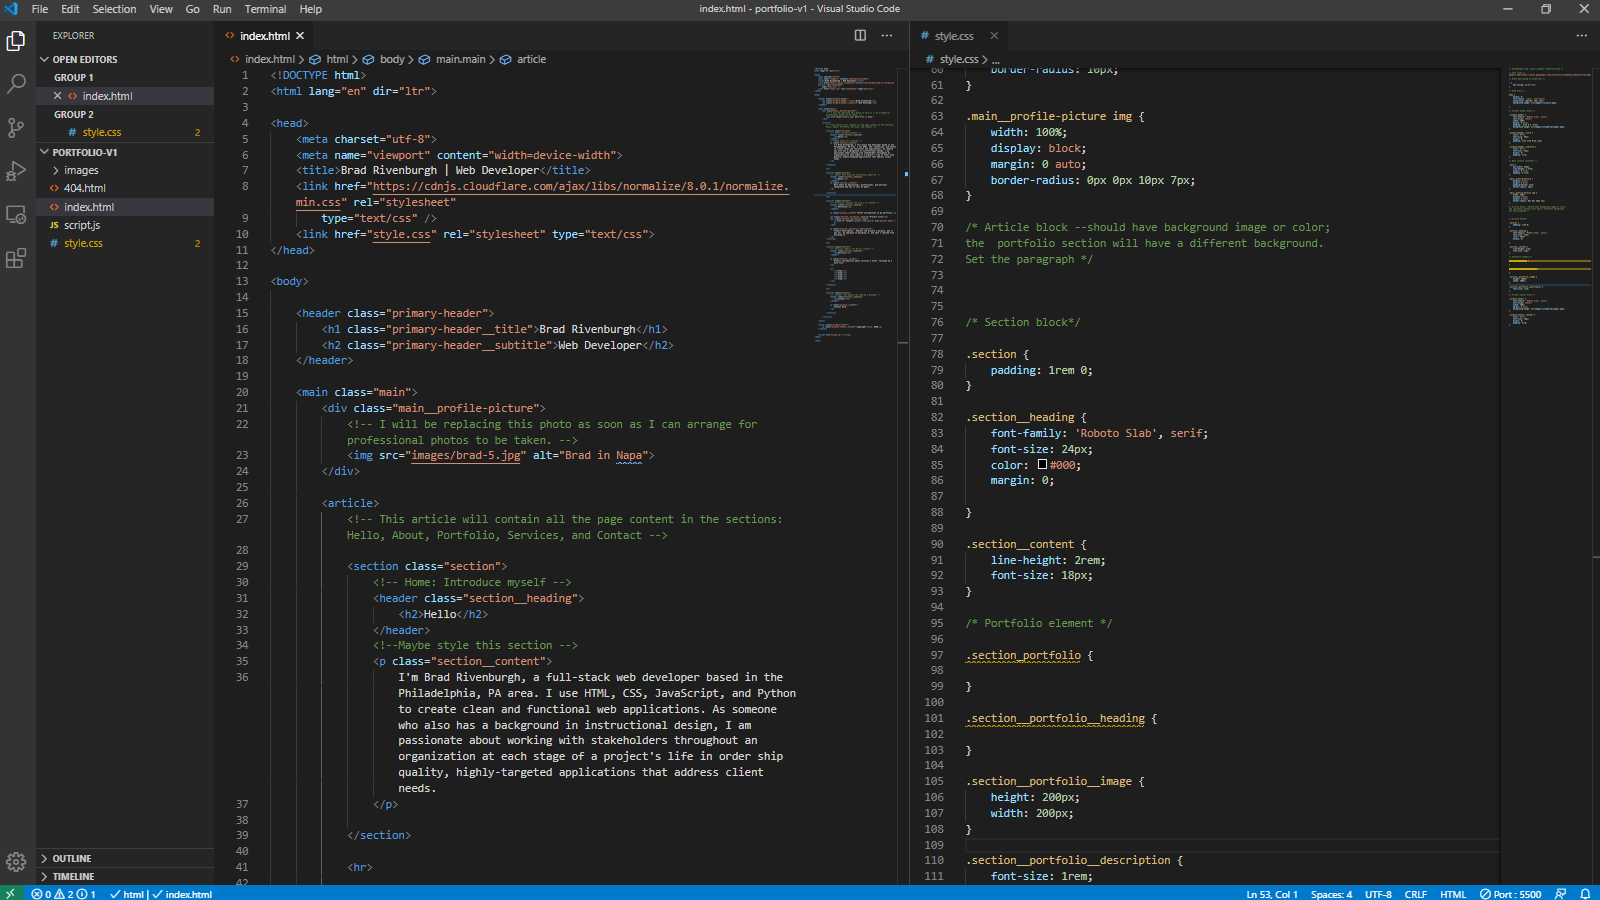 File Edit Selection View Go Run Terminal Help
index.html - portfolio-v1 - Visual Studio Code
EXPLORER
OPEN EDITORS
GROUP 1
index.html
GROUP 2
style.css 2
PORTFOLIO-V1
images
404.html
index.html
script.js
style.css 2
OUTLINE
TIMELINE
index.html
index.html > html > body > main.main > article
1 <!DOCTYPE html>
2 <html lang="en" dir="ltr">
3
4 <head>
5 <meta charset="utf-8">
6 <meta name="viewport" content="width=device-width">
7 <title>Brad Rivenburgh | Web Developer</title>
8 <link href="https://cdnjs.cloudflare.com/ajax/libs/normalize/8.0.1/normalize.
min.css" rel="stylesheet"
9 type="text/css" />
10 <link href="style.css" rel="stylesheet" type="text/css">
11 </head>
12
13 <body>
14
15 <header class="primary-header">
16 <h1 class="primary-header__title">Brad Rivenburgh</h1>
17 <h2 class="primary-header__subtitle">Web Developer</h2>
18 </header>
19
20 <main class="main">
21 <div class="main__profile-picture">
22 <!-- I will be replacing this photo as soon as I can arrange for
professional photos to be taken. -->
23 <img src="images/brad-5.jpg" alt="Brad in Napa">
24 </div>
25
26 <article>
27 <!-- This article will contain all the page content in the sections:
Hello, About, Portfolio, Services, and Contact -->
28
29 <section class="section">
30 <!-- Home: Introduce myself -->
31 <header class="section__heading">
32 <h2>Hello</h2>
33 </header>
34 <!--Maybe style this section -->
35 <p class="section__content">
36 I'm Brad Rivenburgh, a full-stack web developer based in the
Philadelphia, PA area. I use HTML, CSS, JavaScript, and Python
to create clean and functional web applications. As someone
who also has a background in instructional design, I am
passionate about working with stakeholders throughout an
organization at each stage of a project's life in order ship
quality, highly-targeted applications that address client
needs.
37 </p>
38
39 </section>
40
41 <hr>
42
style.css
style.css > ...
60 border-radius: 10px;
61 }
62
63 .main__profile-picture img {
64 width: 100%;
65 display: block;
66 margin: 0 auto;
67 border-radius: 0px 0px 10px 7px;
68 }
69
70 /* Article block --should have background image or color;
71 the  portfolio section will have a different background.
72 Set the paragraph */
73
74
75
76 /* Section block*/
77
78 .section {
79 padding: 1rem 0;
80 }
81
82 .section__heading {
83 font-family: 'Roboto Slab', serif;
84 font-size: 24px;
85 color: #000;
86 margin: 0;
87
88 }
89
90 .section__content {
91 line-height: 2rem;
92 font-size: 18px;
93 }
94
95 /* Portfolio element */
96
97 .section_portfolio {
98
99 }
100
101 .section__portfolio__heading {
102
103 }
104
105 .section__portfolio__image {
106 height: 200px;
107 width: 200px;
108 }
109
110 .section__portfolio__description {
111 font-size: 1rem;
0 2 1 html | index.html
Ln 53, Col 1 Spaces: 4 UTF-8 CRLF HTML Port : 5500